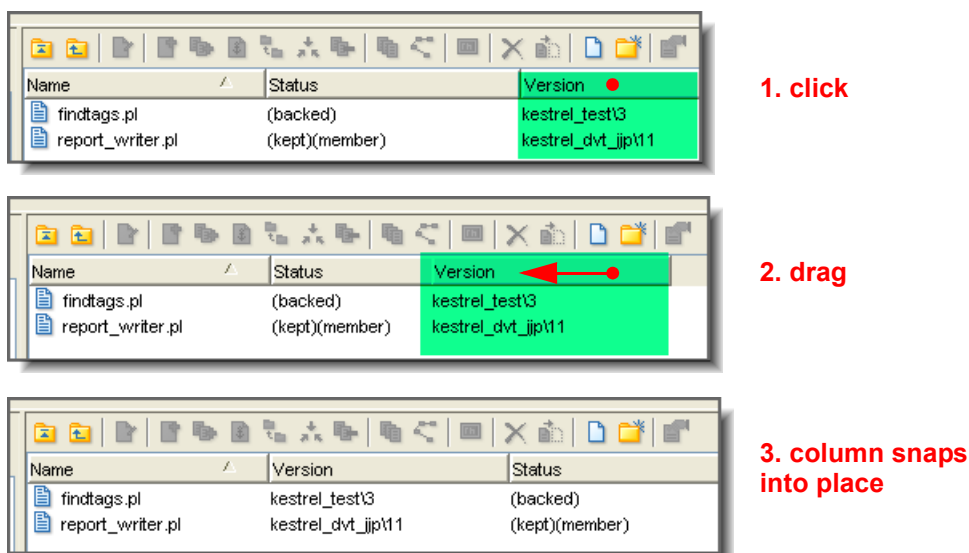 Name Status Version
findtags.pl (backed) kestrel_test\3
report_writer.pl (kept)(member) kestrel_dvt_jjp\11
1. click
Name Status Version
findtags.pl (backed) kestrel_test\3
report_writer.pl (kept)(member) kestrel_dvt_jjp\11
2. drag
Name Version Status
findtags.pl kestrel_test\3 (backed)
report_writer.pl kestrel_dvt_jjp\11 (kept)(member)
3. column snaps
into place